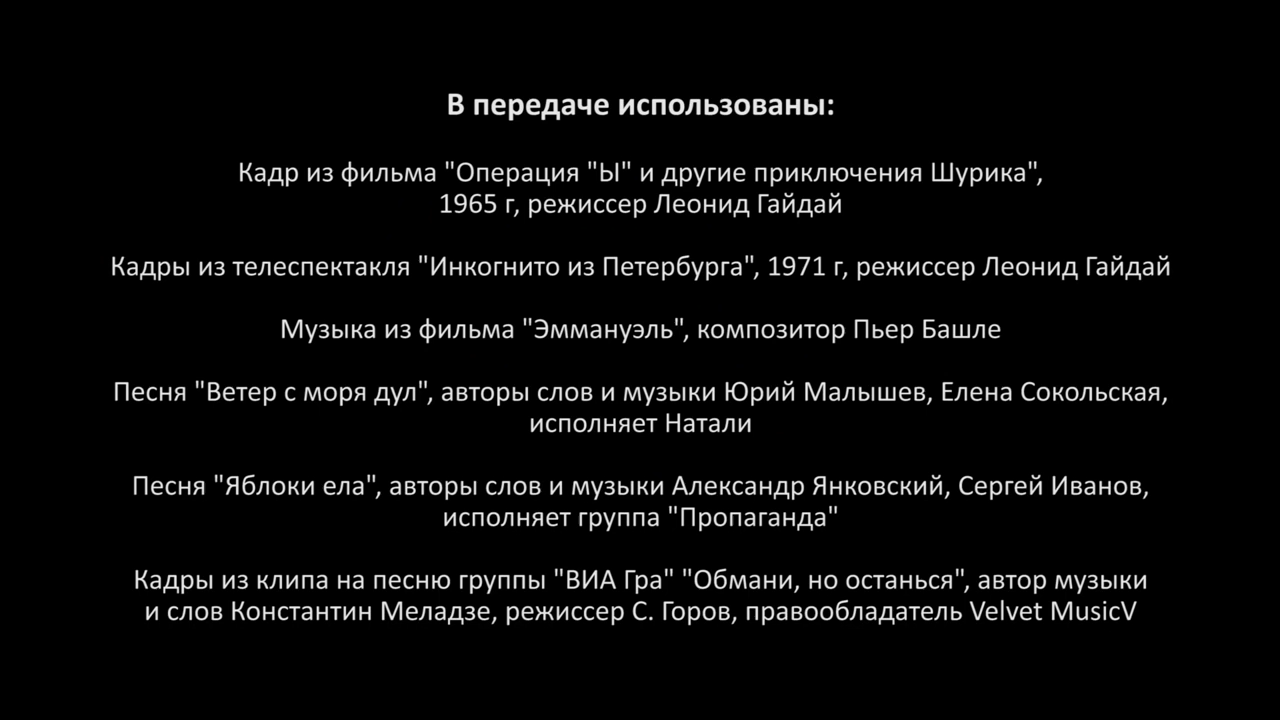 В передаче использованы:
Кадр из фильма "Операция "Ы" и другие приключения Шурика",
1965 г, режиссер Леонид Гайдай
Кадры из телеспектакля "Инкогнито из Петербурга", 1971 г, режиссер Леонид Гайдай
Музыка из фильма "Эммануэль", композитор Пьер Башле
Песня "Ветер с моря дул", авторы слов и музыки Юрий Малышев, Елена Сокольская,
исполняет Натали
Песня "Яблоки ела", авторы слов и музыки Александр Янковский, Сергей Иванов,
исполняет группа "Пропаганда"
Кадры из клипа на песню группы "ВИА Гра" "Обмани, но останься", автор музыки
и слов Константин Меладзе, режиссер С. Горов, правообладатель Velvet MusicV